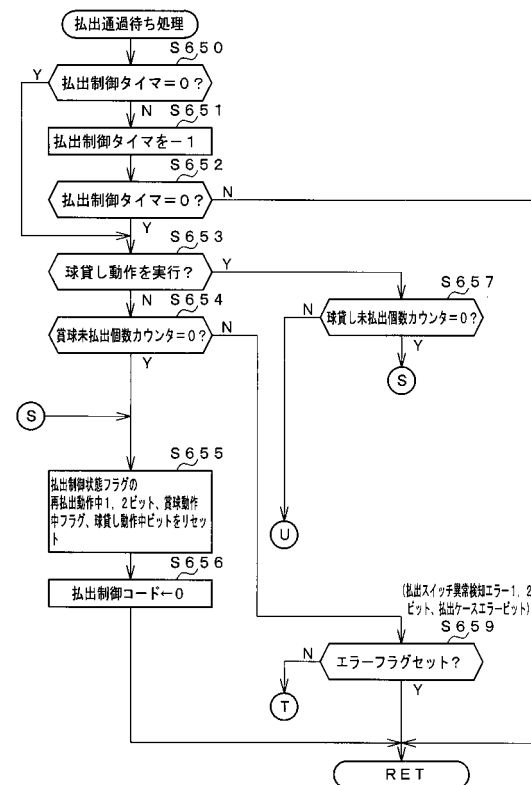 払出通過待ち処理
S650
Y
払出制御タイマ=0?
N
S651
払出制御タイマを-1
S652
払出制御タイマ=0?
N
Y
S653
球貸し動作を実行?
Y
N
S654
賞球未払出個数カウンタ=0?
N
Y
S657
N
球貸し未払出個数カウンタ=0?
Y
S
S
U
S655
払出制御状態フラグの
再払出動作中1,2ビット、賞球動作
中フラグ、球貸し動作中ビットをリセッ
ト
S656
払出制御コード←0
(払出スイッチ異常検知エラー1,2
ビット、払出ケースエラービット)
S659
N
エラーフラグセット?
T
Y
RET